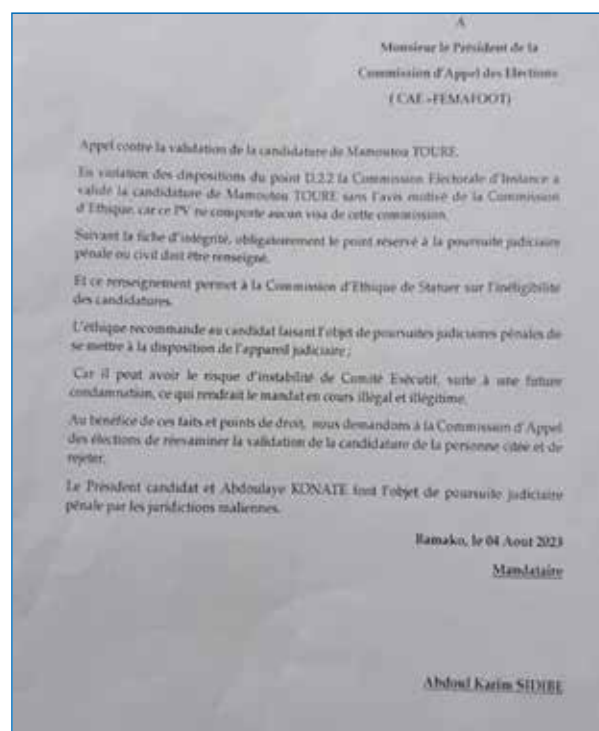 A
Monsieur le Président de la
Commission d'Appel des Elections
( CAE -FEMAFOOT)
Appel contre la validation de la candidature de Mamoutou TOURE.
En violation des dispositions du point D.2.2 la Commission Electorale d'Instance a
validé la candidature de Mamoutou TOURE sans l'avis motivé de la Commission
d'Ethique, car ce PV ne comporte aucun visa de cette commission.
Suivant la fiche d'intégrité, obligatoirement le point réservé à la poursuite judiciaire
pénale ou civil doit être renseigné.
Et ce renseignement permet à la Commission d'Ethique de Statuer sur l'inéligibilité
des candidatures.
L'éthique recommande au candidat faisant l'objet de poursuites judiciaires pénales de
se mettre à la disposition de l'appareil judiciaire ;
Car il peut avoir le risque d'instabilité de Comité Exécutif, suite à une future
condamnation, ce qui rendrait le mandat en cours illégal et illégitime.
Au bénéfice de ces faits et points de droit, nous demandons à la Commission d'Appel
des élections de réexaminer la validation de la candidature de la personne citée et de
rejeter.
Le Président candidat et Abdoulaye KONATE font l'objet de poursuite judiciaire
pénale par les juridictions maliennes.
Bamako, le 04 Aout 2023
Mandataire
Abdoul Karim SIDIBE